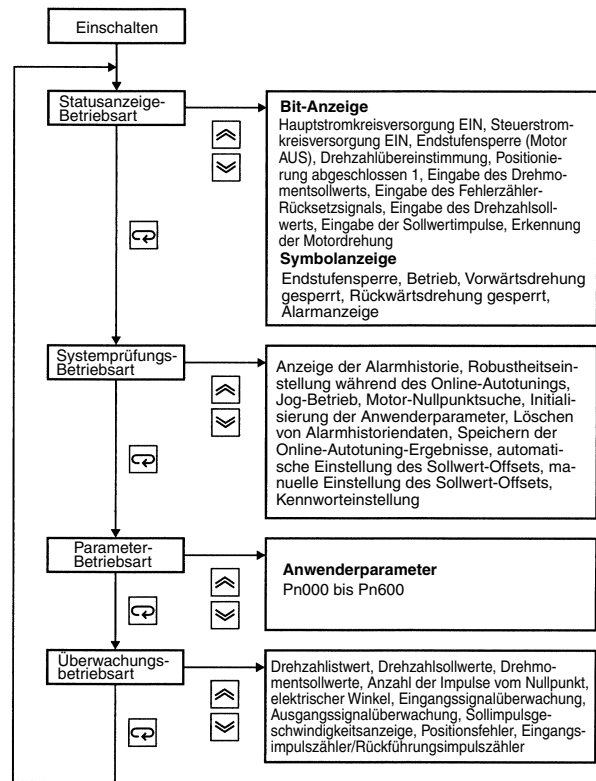 Einschalten
Statusanzeige-
Betriebsart
Bit-Anzeige
Hauptstromkreisversorgung EIN, Steuerstrom-
kreisversorgung EIN, Endstufensperre (Motor
AUS), Drehzahlübereinstimmung, Positionie-
rung abgeschlossen 1, Eingabe des Drehmo-
mentsollwerts, Eingabe des Fehlerzähler-
Rücksetzsignals, Eingabe des Drehzahlsoll-
werts, Eingabe der Sollwertimpulse, Erkennung
der Motordrehung
Symbolanzeige
Endstufensperre, Betrieb, Vorwärtsdrehung
gesperrt, Rückwärtsdrehung gesperrt,
Alarmanzeige
Systemprüfungs-
Betriebsart
Anzeige der Alarmhistorie, Robustheitsein-
stellung während des Online-Autotunings,
Jog-Betrieb, Motor-Nullpunktsuche, Initiali-
sierung der Anwenderparameter, Löschen
von Alarmhistoriendaten, Speichern der
Online-Autotuning-Ergebnisse, automati-
sche Einstellung des Sollwert-Offsets, ma-
nuelle Einstellung des Sollwert-Offsets,
Kennworteinstellung
Parameter-
Betriebsart
Anwenderparameter
Pn000 bis Pn600
Überwachungs-
betriebsart
Drehzahlistwert, Drehzahlsollwerte, Drehmo-
mentsollwerte, Anzahl der Impulse vom Nullpunkt,
elektrischer Winkel, Eingangssignalüberwachung,
Ausgangssignalüberwachung, Sollimpulsge-
schwindigkeitsanzeige, Positionsfehler, Eingangs-
impulszähler/Rückführungsimpulszähler